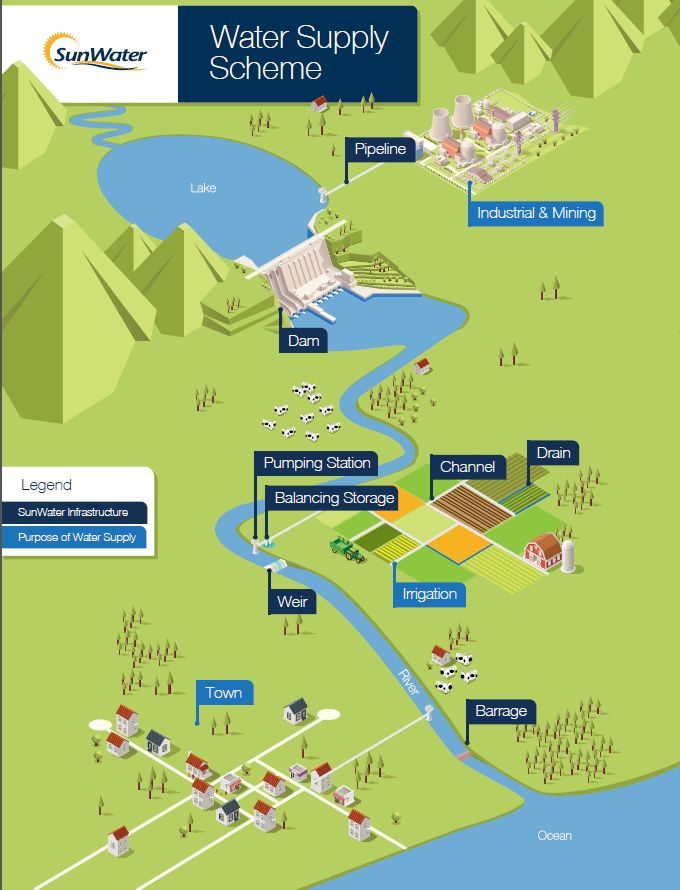 SunWater
Water Supply
Scheme
Pipeline
Lake
Industrial & Mining
Dam
Pumping Station
Channel
Drain
Balancing Storage
Legend
SunWater Infrastructure
Purpose of Water Supply
Irrigation
Weir
River
Town
Barrage
Ocean